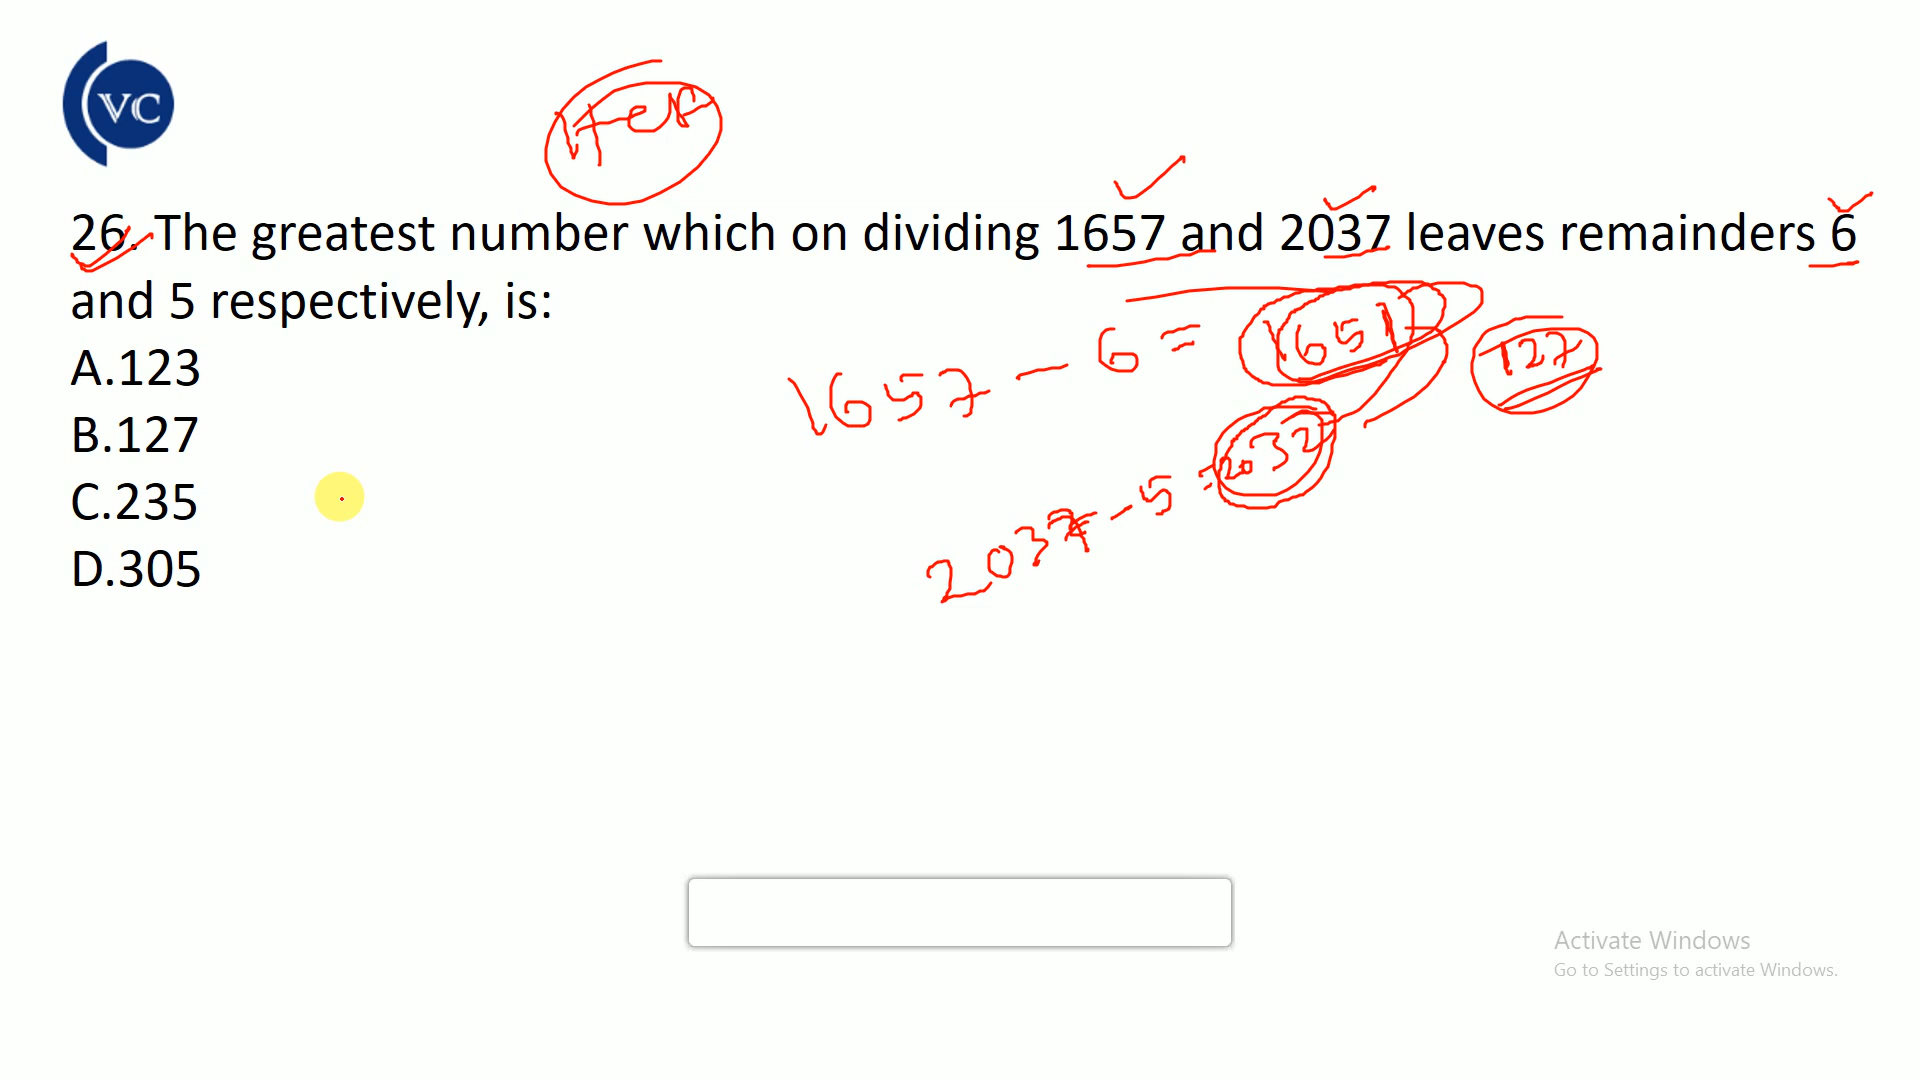 VC
HCF
26. The greatest number which on dividing 1657 and 2037 leaves remainders 6
and 5 respectively, is:
1657 - 6 = 1651
127
A.123
B.127
2037 - 5 = 2032
C.235
D.305
Activate Windows
Go to Settings to activate Windows.